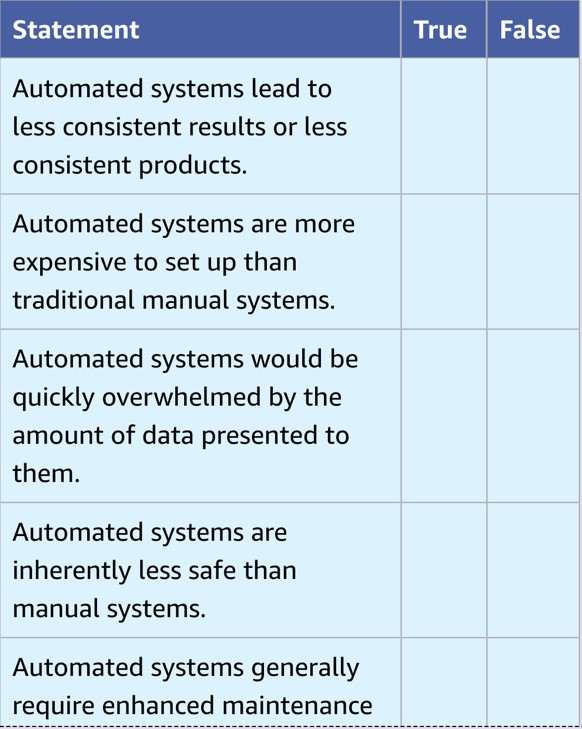 Statement True False
Automated systems lead to
less consistent results or less
consistent products.
Automated systems are more
expensive to set up than
traditional manual systems.
Automated systems would be
quickly overwhelmed by the
amount of data presented to
them.
Automated systems are
inherently less safe than
manual systems.
Automated systems generally
require enhanced maintenance